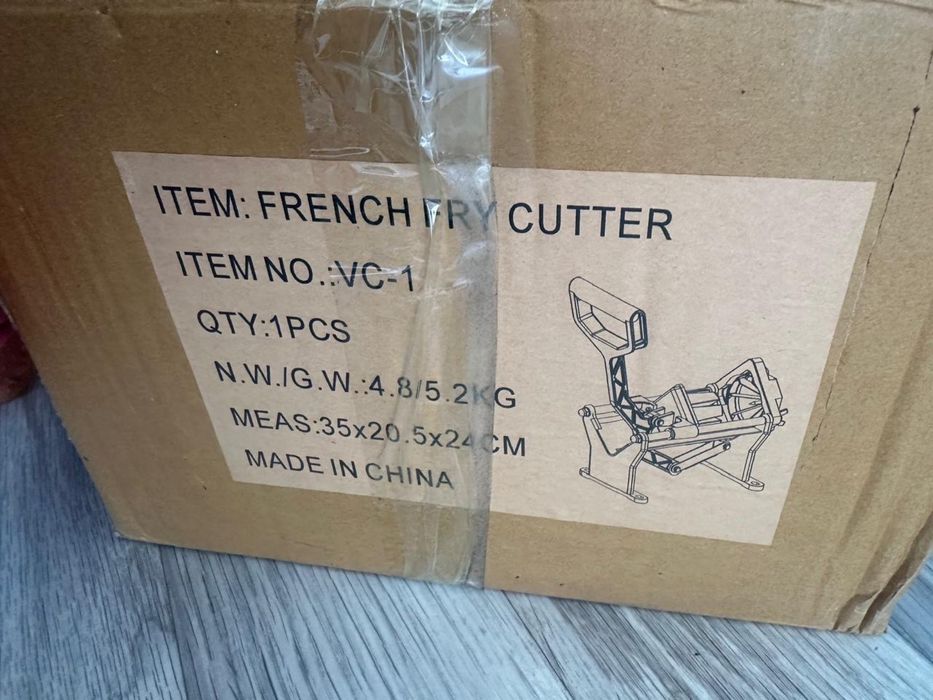 ITEM: FRENCH FRY CUTTER
ITEM NO.:VC-1
QTY:1PCS
N.W./G.W.:4.8/5.2KG
MEAS:35x20.5x24CM
MADE IN CHINA